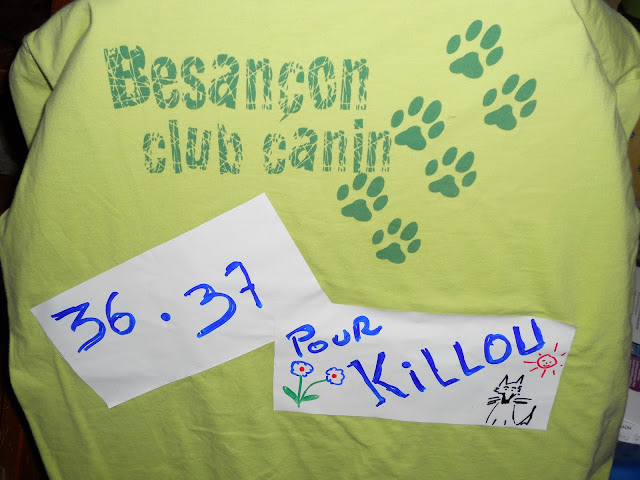 Besançon
club canin
36.37
POUR
KiLLOU